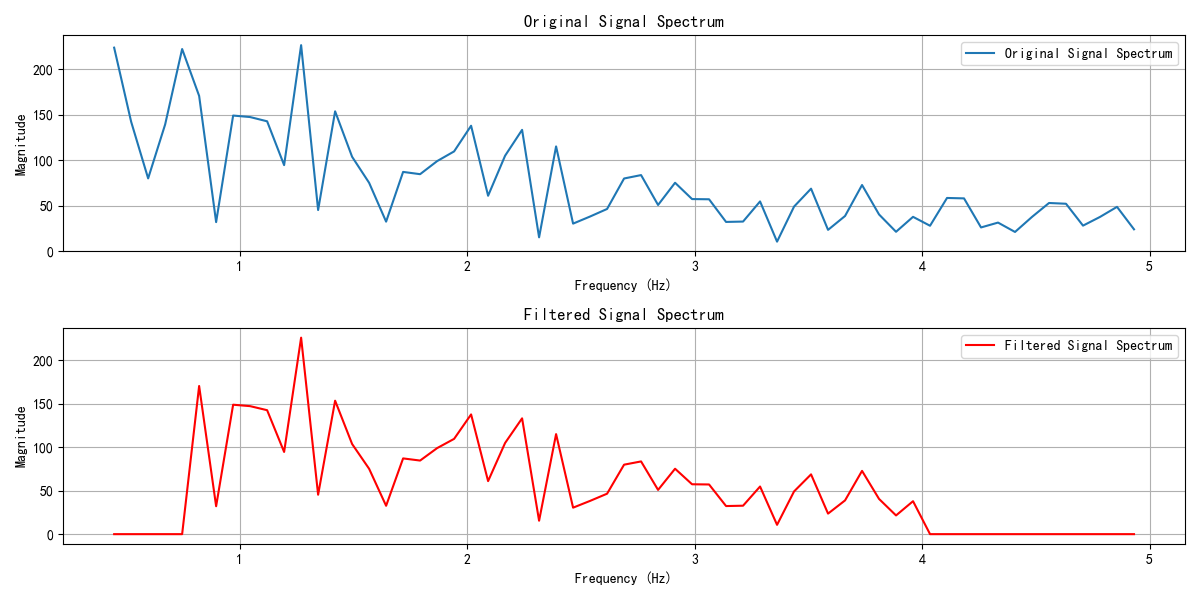 Original Signal Spectrum
Original Signal Spectrum
Magnitude
200
150
100
50
0
1 2 3 4 5
Frequency (Hz)
Filtered Signal Spectrum
Filtered Signal Spectrum
Magnitude
200
150
100
50
0
1 2 3 4 5
Frequency (Hz)